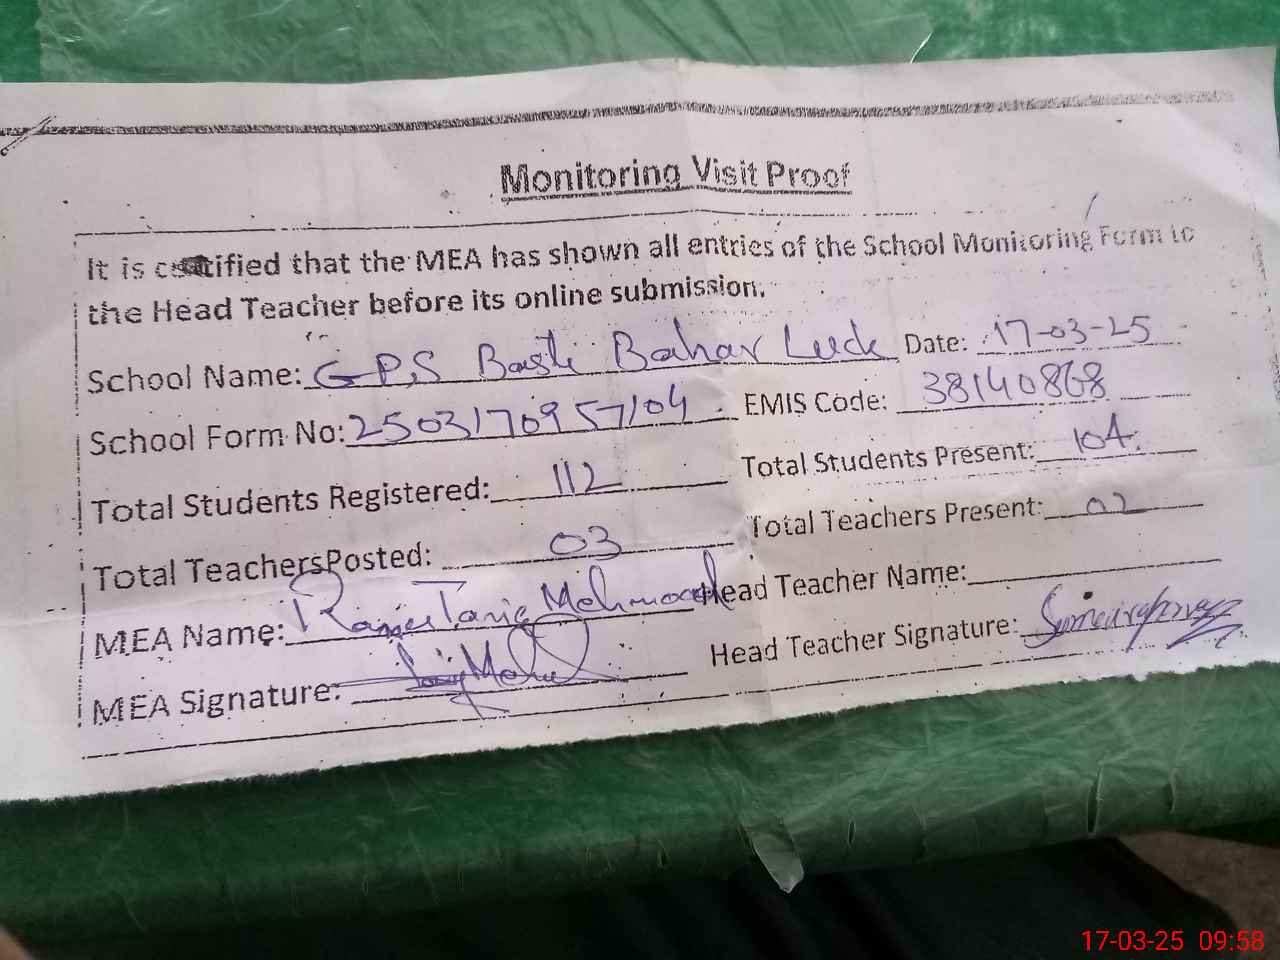 Monitoring Visit Proof
It is certified that the MEA has shown all entries of the School Monitoring Form to
the Head Teacher before its online submission.
School Name: GPS Basti Bahar Luck Date: 17-03-25
School Form No: 2503170957104 EMIS Code: 38140868
Total Students Registered: 112 Total Students Present: 104
Total Teachers Posted: 03 Total Teachers Present: 02
MEA Name: Tariq Mehmood Head Teacher Name:
MEA Signature: Head Teacher Signature:
17-03-25 09:58